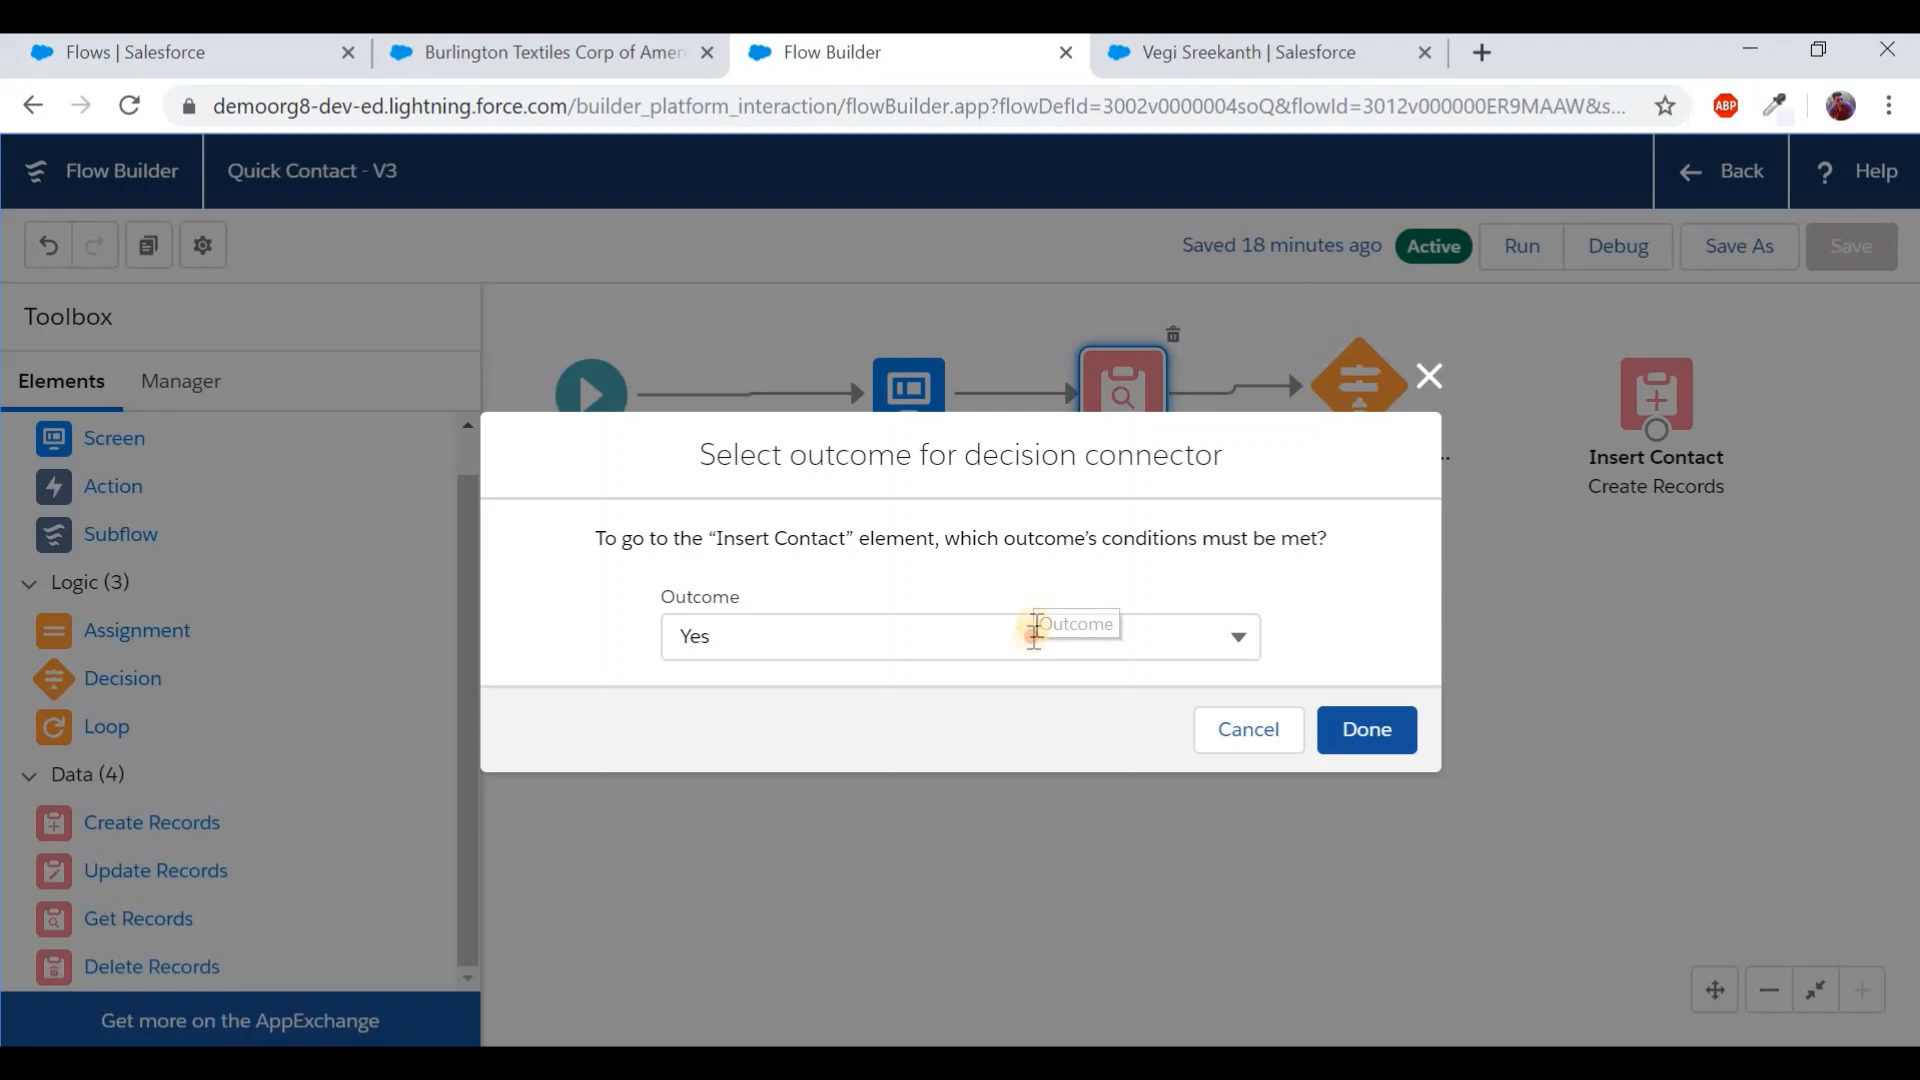 Flows | Salesforce
Burlington Textiles Corp of Amer
Flow Builder
Vegi Sreekanth | Salesforce
demoorg8-dev-ed.lightning.force.com/builder_platform_interaction/flowBuilder.app?flowDefId=3002v0000004soQ&flowId=3012v000000ER9MAAW&s...
ABP
Flow Builder
Quick Contact - V3
Back
? Help
Saved 18 minutes ago
Active
Run
Debug
Save As
Save
Toolbox
Elements
Manager
Screen
Action
Subflow
Logic (3)
Assignment
Decision
Loop
Data (4)
Create Records
Update Records
Get Records
Delete Records
Get more on the AppExchange
...
Insert Contact
Create Records
Select outcome for decision connector
To go to the “Insert Contact” element, which outcome’s conditions must be met?
Outcome
Yes
Outcome
Cancel
Done